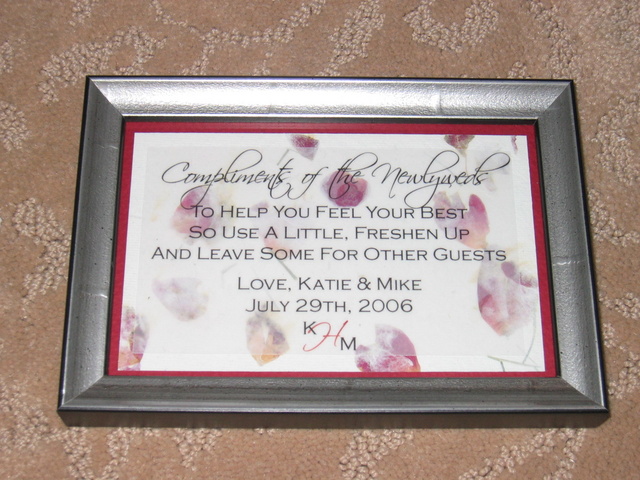 Compliments of the Newlyweds
To Help You Feel Your Best
So Use A Little, Freshen Up
And Leave Some For Other Guests
Love, Katie & Mike
July 29th, 2006
K H M